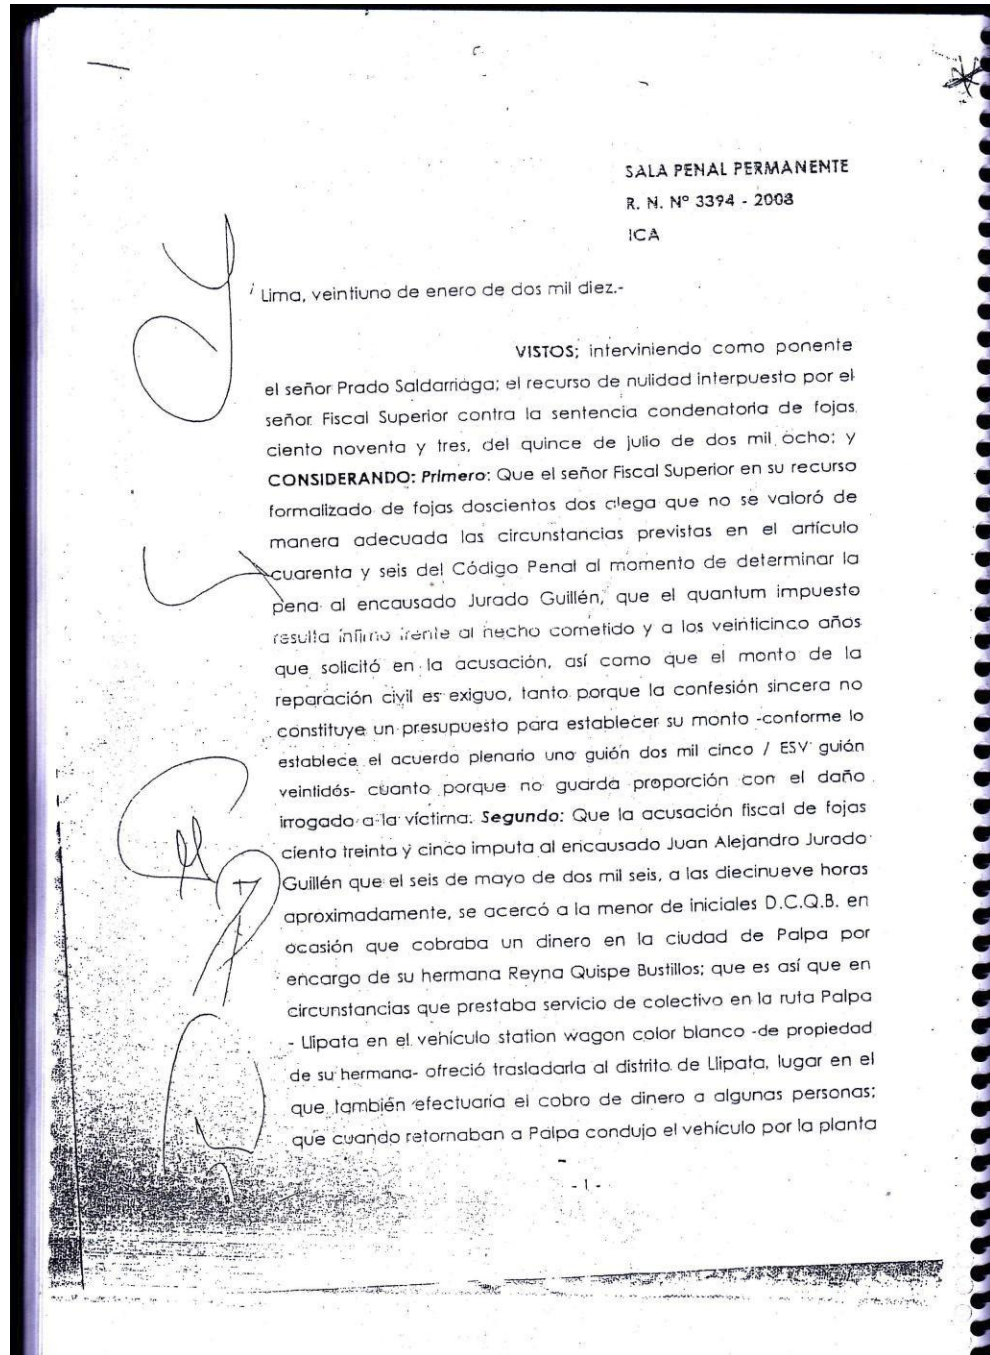 SALA PENAL PERMANENTE
R. N. Nº 3394 - 2008
ICA
Lima, veintiuno de enero de dos mil diez.-
VISTOS; interviniendo como ponente
el señor Prado Saldarriaga; el recurso de nulidad interpuesto por el
señor Fiscal Superior contra la sentencia condenatoria de fojas
ciento noventa y tres, del quince de julio de dos mil ocho; y
CONSIDERANDO: Primero: Que el señor Fiscal Superior en su recurso
formalizado de fojas doscientos dos alega que no se valoró de
manera adecuada las circunstancias previstas en el artículo
cuarenta y seis del Código Penal al momento de determinar la
pena al encausado Jurado Guillén, que el quantum impuesto
resulta ínfimo frente al hecho cometido y a los veinticinco años
que solicitó en la acusación, así como que el monto de la
reparación civil es exiguo, tanto porque la confesión sincera no
constituye un presupuesto para establecer su monto -conforme lo
establece el acuerdo plenario uno guión dos mil cinco / ESV guión
veintidós- cuanto porque no guarda proporción con el daño
irrogado a la víctima. Segundo: Que la acusación fiscal de fojas
ciento treinta y cinco imputa al encausado Juan Alejandro Jurado
Guillén que el seis de mayo de dos mil seis, a las diecinueve horas
aproximadamente, se acercó a la menor de iniciales D.C.Q.B. en
ocasión que cobraba un dinero en la ciudad de Palpa por
encargo de su hermana Reyna Quispe Bustillos; que es así que en
circunstancias que prestaba servicio de colectivo en la ruta Palpa
- Llipata en el vehículo station wagon color blanco -de propiedad
de su hermana- ofreció trasladarla al distrito de Llipata, lugar en el
que también efectuaría el cobro de dinero a algunas personas;
que cuando retornaban a Palpa condujo el vehículo por la planta
- 1 -